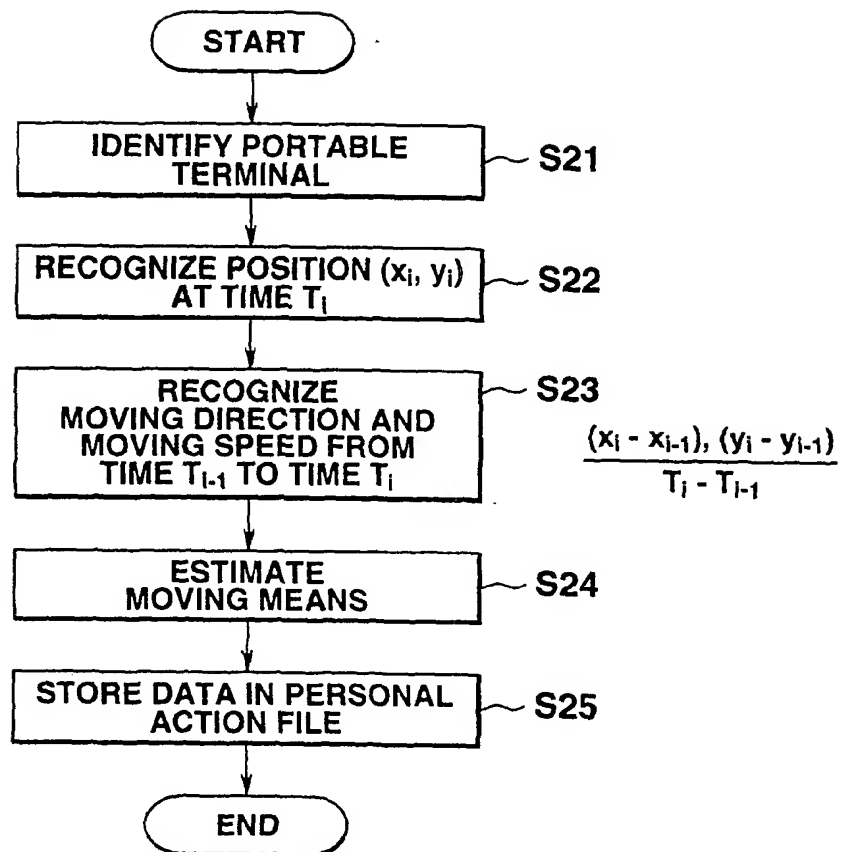 START
IDENTIFY PORTABLE
TERMINAL
S21
RECOGNIZE POSITION (xi, yi)
AT TIME Ti
S22
RECOGNIZE
MOVING DIRECTION AND
MOVING SPEED FROM
TIME Ti-1 TO TIME Ti
S23
(xi - xi-1), (yi - yi-1)
Ti - Ti-1
ESTIMATE
MOVING MEANS
S24
STORE DATA IN PERSONAL
ACTION FILE
S25
END